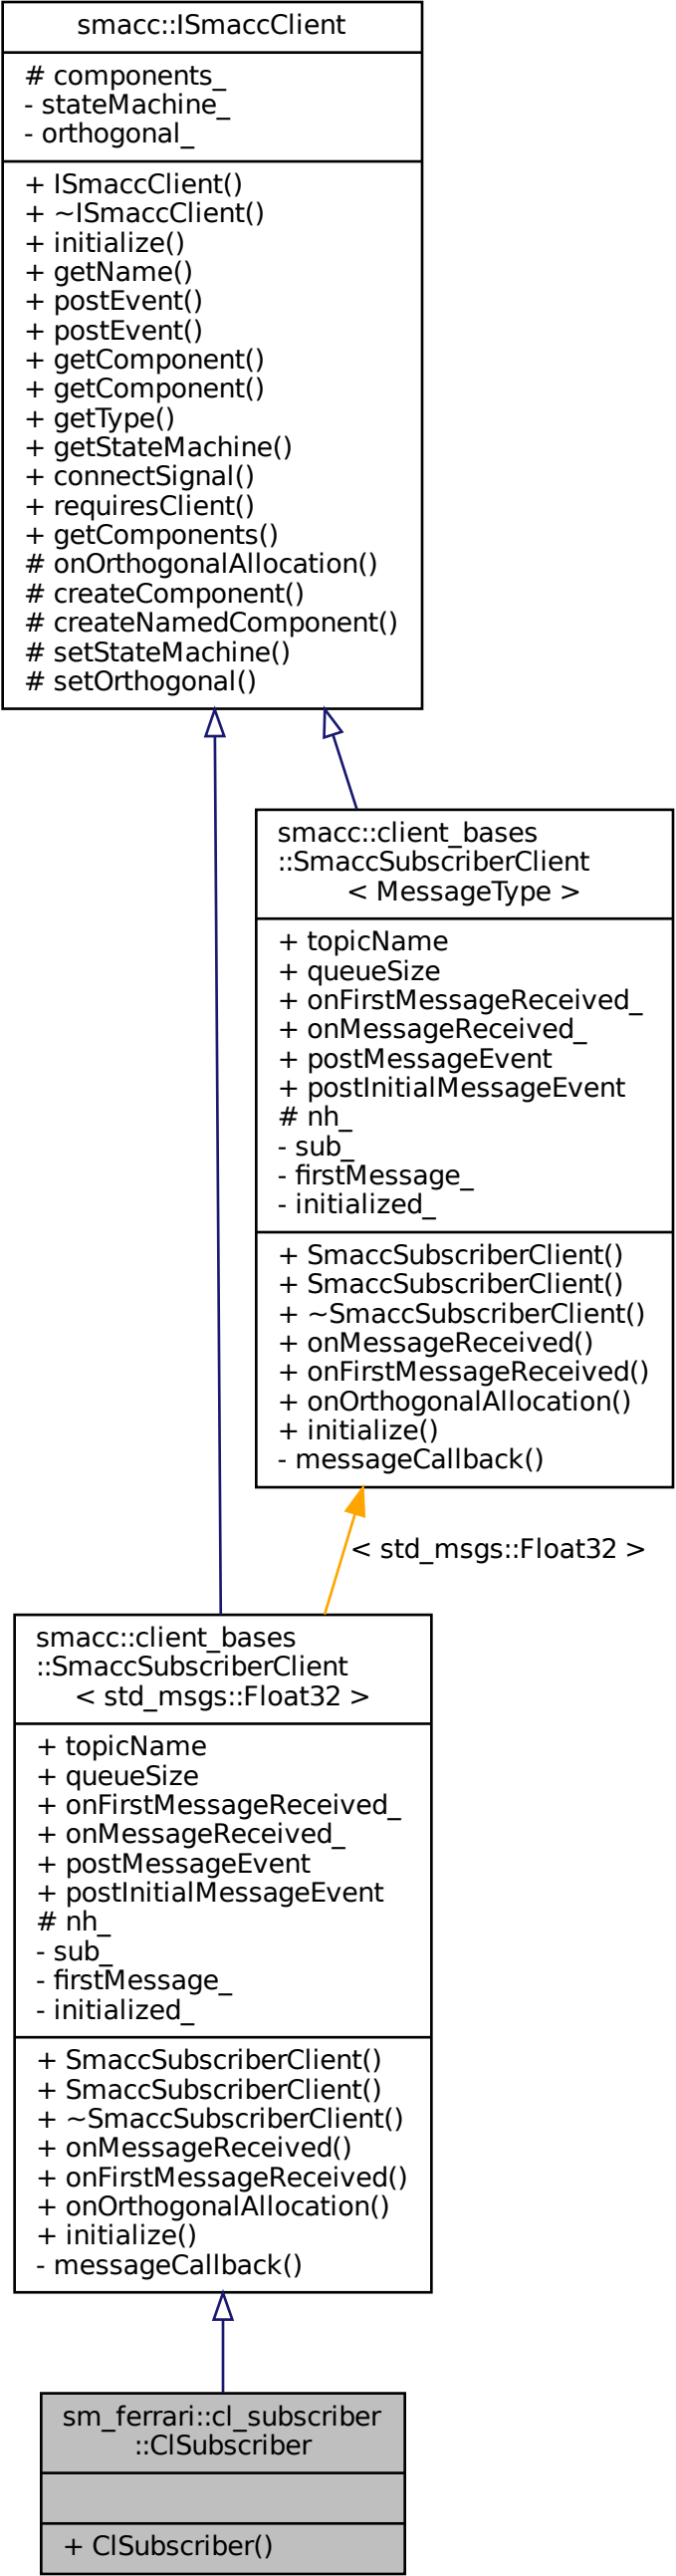 smacc::ISmaccClient
# components_
- stateMachine_
- orthogonal_
+ ISmaccClient()
+ ~ISmaccClient()
+ initialize()
+ getName()
+ postEvent()
+ postEvent()
+ getComponent()
+ getComponent()
+ getType()
+ getStateMachine()
+ connectSignal()
+ requiresClient()
+ getComponents()
# onOrthogonalAllocation()
# createComponent()
# createNamedComponent()
# setStateMachine()
# setOrthogonal()
smacc::client_bases
::SmaccSubscriberClient
< MessageType >
+ topicName
+ queueSize
+ onFirstMessageReceived_
+ onMessageReceived_
+ postMessageEvent
+ postInitialMessageEvent
# nh_
- sub_
- firstMessage_
- initialized_
+ SmaccSubscriberClient()
+ SmaccSubscriberClient()
+ ~SmaccSubscriberClient()
+ onMessageReceived()
+ onFirstMessageReceived()
+ onOrthogonalAllocation()
+ initialize()
- messageCallback()
< std_msgs::Float32 >
smacc::client_bases
::SmaccSubscriberClient
< std_msgs::Float32 >
+ topicName
+ queueSize
+ onFirstMessageReceived_
+ onMessageReceived_
+ postMessageEvent
+ postInitialMessageEvent
# nh_
- sub_
- firstMessage_
- initialized_
+ SmaccSubscriberClient()
+ SmaccSubscriberClient()
+ ~SmaccSubscriberClient()
+ onMessageReceived()
+ onFirstMessageReceived()
+ onOrthogonalAllocation()
+ initialize()
- messageCallback()
sm_ferrari::cl_subscriber
::ClSubscriber
+ ClSubscriber()